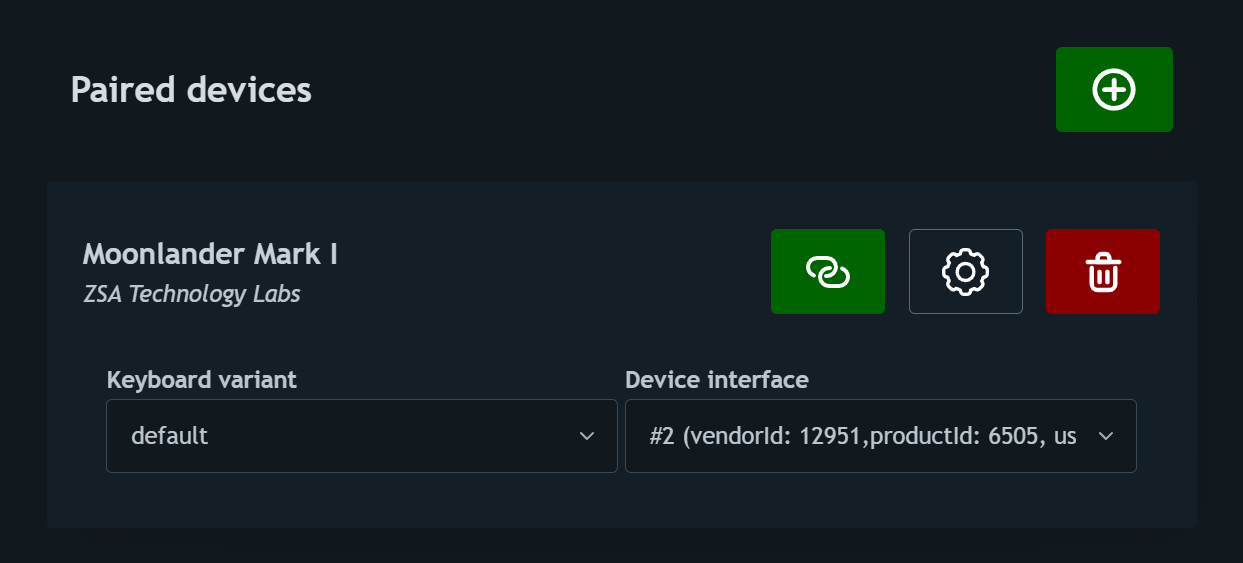 Paired devices
Moonlander Mark I
ZSA Technology Labs
Keyboard variant
Device interface
default
#2 (vendorId: 12951,productId: 6505, us